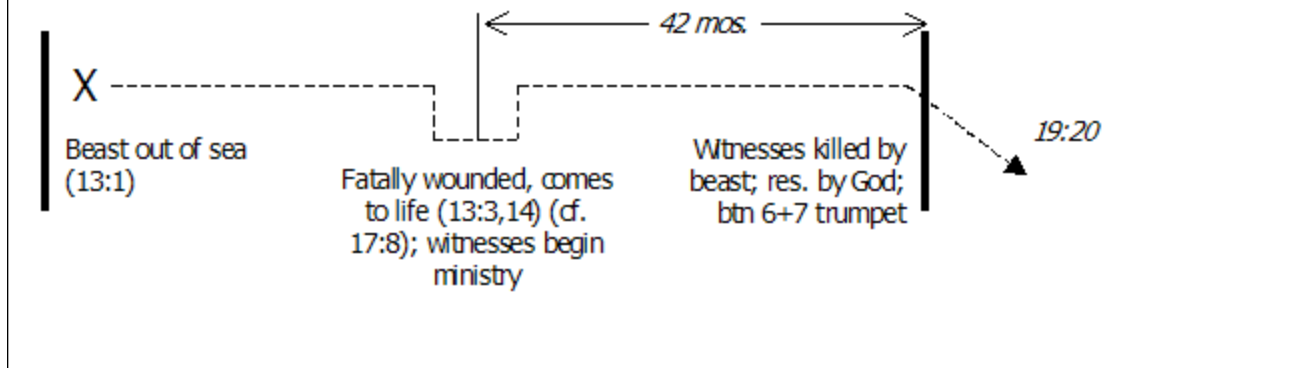 42 mos.
X
19:20
Beast out of sea
(13:1)
Fatally wounded, comes
to life (13:3,14) (cf.
17:8); witnesses begin
ministry
Witnesses killed by
beast; res. by God;
btn 6+7 trumpet